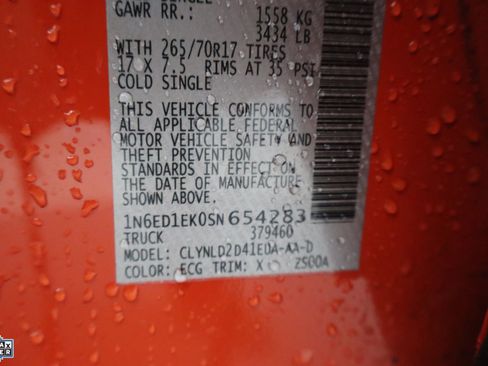 GAWR RR.: 1558 KG
3434 LB
WITH 265/70R17 TIRES
17 X 7.5 RIMS AT 35 PSI
COLD SINGLE
THIS VEHICLE CONFORMS TO
ALL APPLICABLE FEDERAL
MOTOR VEHICLE SAFETY AND
THEFT PREVENTION
STANDARDS IN EFFECT ON
THE DATE OF MANUFACTURE
SHOWN ABOVE.
1N6ED1EK0SN654283
TRUCK 379460
MODEL: CLYNLD2D41EUA-AA-D
COLOR: ECG TRIM: X